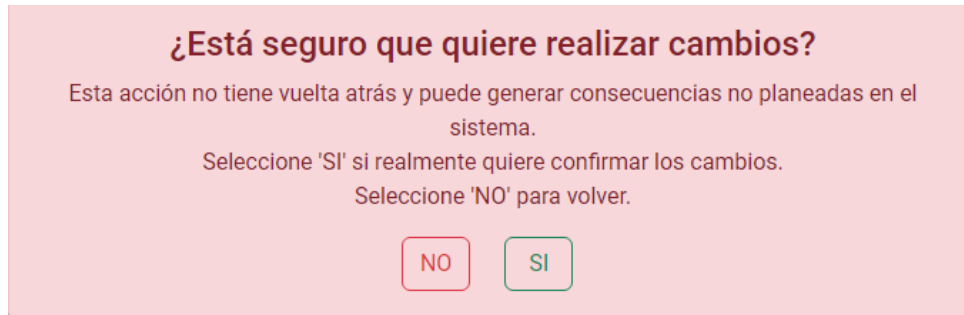 ¿Está seguro que quiere realizar cambios?
Esta acción no tiene vuelta atrás y puede generar consecuencias no planeadas en el
sistema.
Seleccione 'SI' si realmente quiere confirmar los cambios.
Seleccione 'NO' para volver.
NO SI